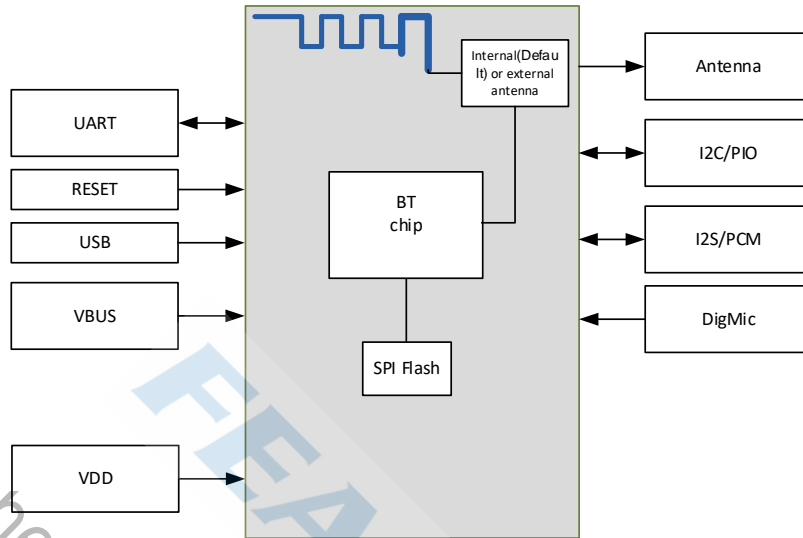 Internal(Defau
lt) or external
antenna
Antenna
UART
I2C/PIO
RESET
BT
chip
I2S/PCM
USB
VBUS
DigMic
SPI Flash
VDD
FEA